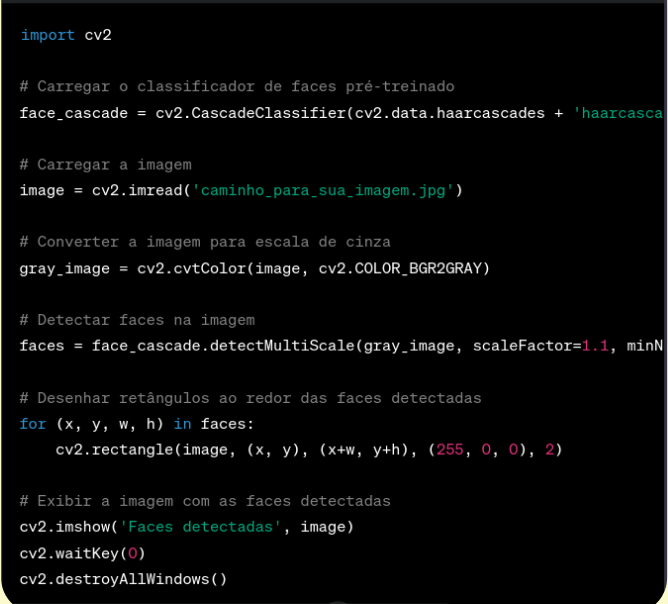 import cv2
# Carregar o classificador de faces pré-treinado
face_cascade = cv2.CascadeClassifier(cv2.data.haarcascades + 'haarcasca
# Carregar a imagem
image = cv2.imread('caminho_para_sua_imagem.jpg')
# Converter a imagem para escala de cinza
gray_image = cv2.cvtColor(image, cv2.COLOR_BGR2GRAY)
# Detectar faces na imagem
faces = face_cascade.detectMultiScale(gray_image, scaleFactor=1.1, minN
# Desenhar retângulos ao redor das faces detectadas
for (x, y, w, h) in faces:
    cv2.rectangle(image, (x, y), (x+w, y+h), (255, 0, 0), 2)
# Exibir a imagem com as faces detectadas
cv2.imshow('Faces detectadas', image)
cv2.waitKey(0)
cv2.destroyAllWindows()